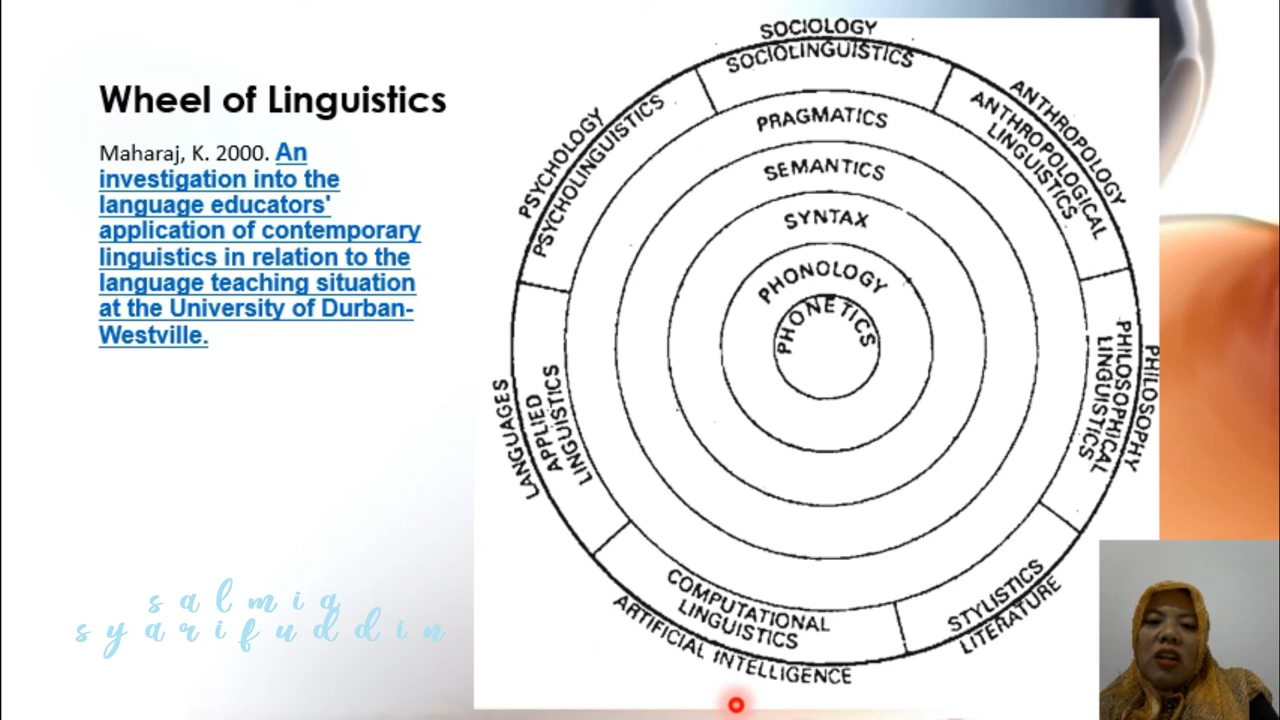 Wheel of Linguistics
Maharaj, K. 2000. An
investigation into the
language educators'
application of contemporary
linguistics in relation to the
language teaching situation
at the University of Durban-
Westville.
salmia
syarifuddin
SOCIOLOGY
SOCIOLINGUISTICS
ANTHROPOLOGY
ANTHROPOLOGICAL
LINGUISTICS
PHILOSOPHY
PHILOSOPHICAL
LINGUISTICS
STYLISTICS
LITERATURE
COMPUTATIONAL
LINGUISTICS
ARTIFICIAL INTELLIGENCE
LANGUAGES
APPLIED
LINGUISTICS
PSYCHOLOGY
PSYCHOLINGUISTICS
PRAGMATICS
SEMANTICS
SYNTAX
PHONOLOGY
PHONETICS